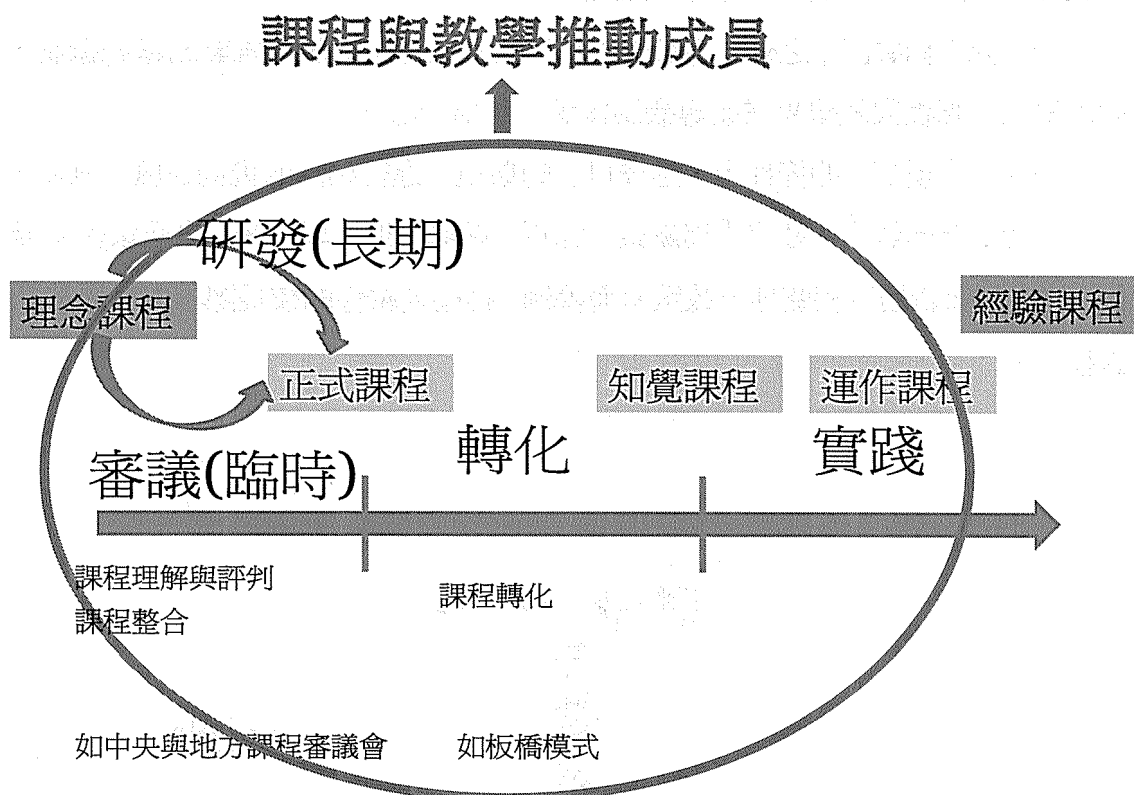 課程與教學推動成員
研發(長期)
理念課程
經驗課程
正式課程
知覺課程
運作課程
審議(臨時)
轉化
實踐
課程理解與評判
課程整合
課程轉化
如中央與地方課程審議會
如板橋模式